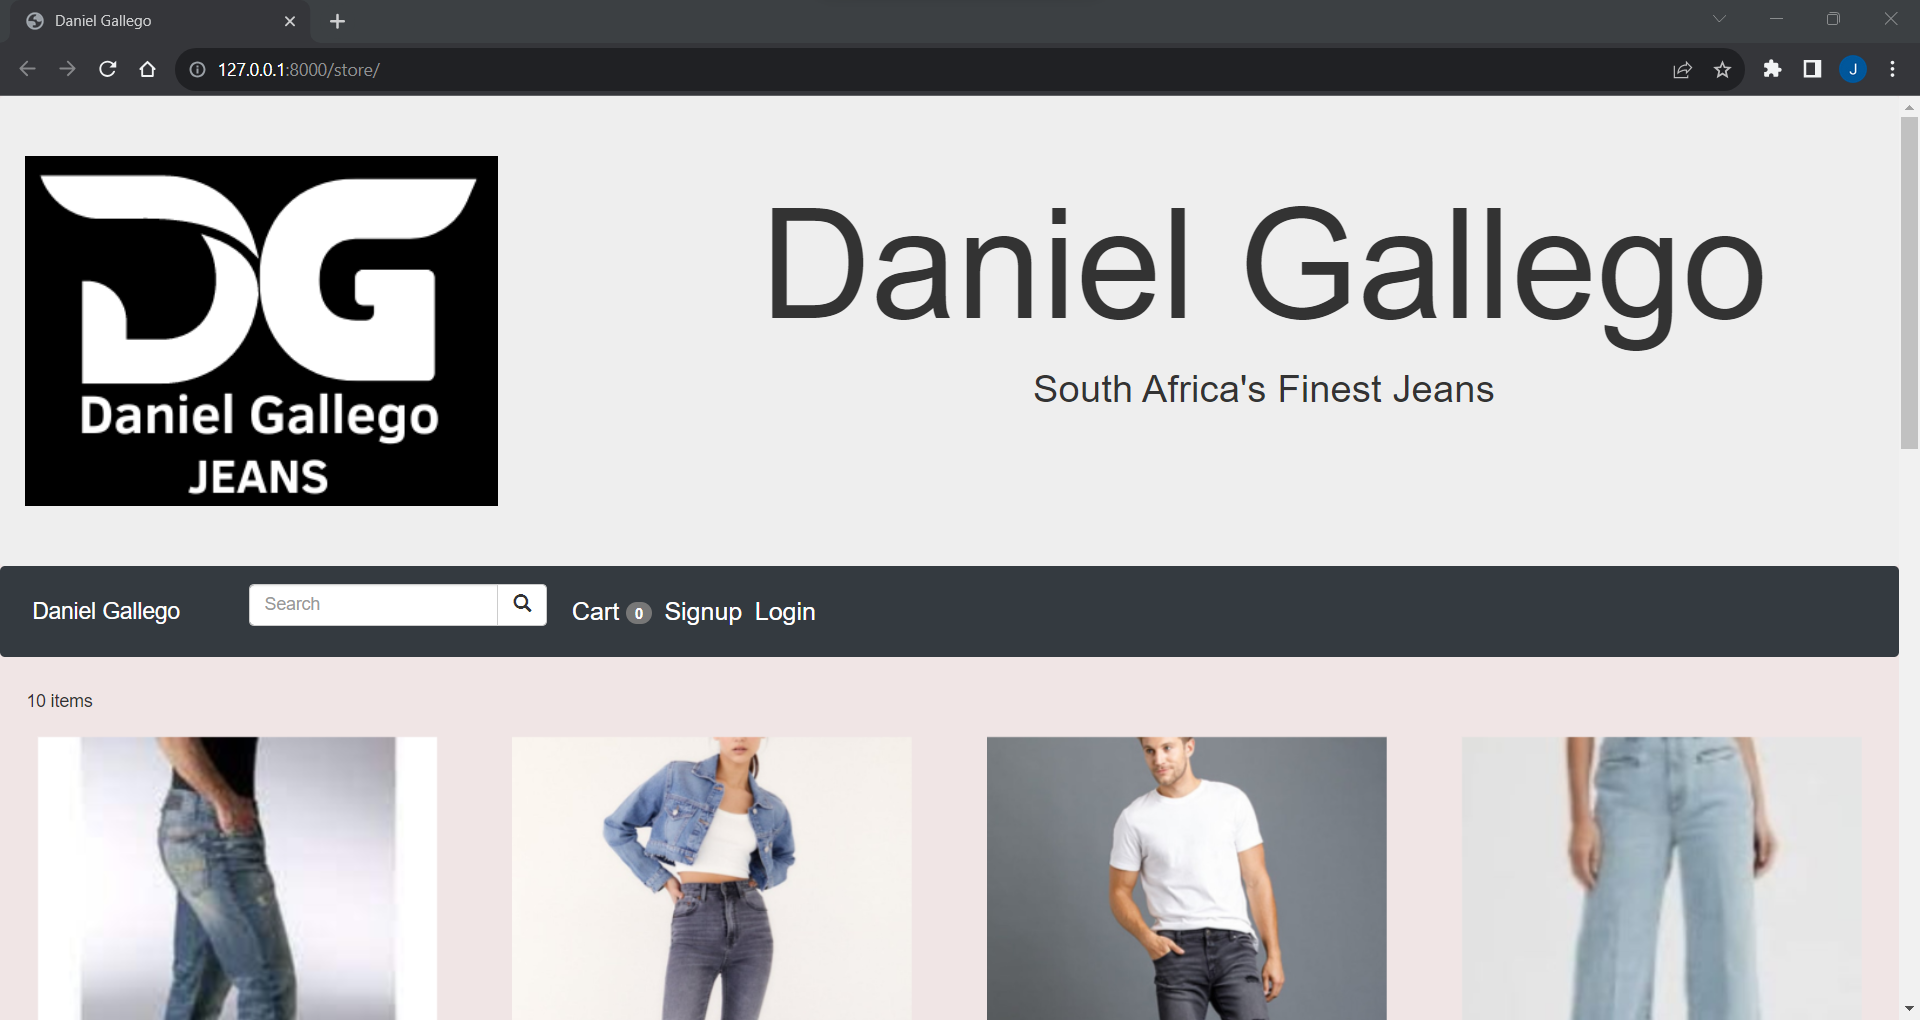 Daniel Gallego
127.0.0.1:8000/store/
J
DG
Daniel Gallego
JEANS
Daniel Gallego
South Africa's Finest Jeans
Daniel Gallego
Search
Cart 0 Signup Login
10 items